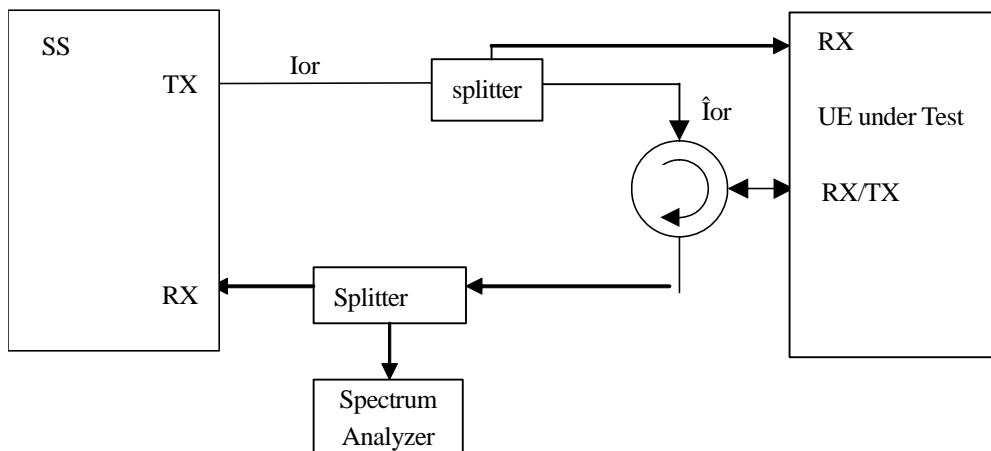 SS
RX
Ior
TX
splitter
Îor
UE under Test
RX/TX
RX
Splitter
Spectrum
Analyzer